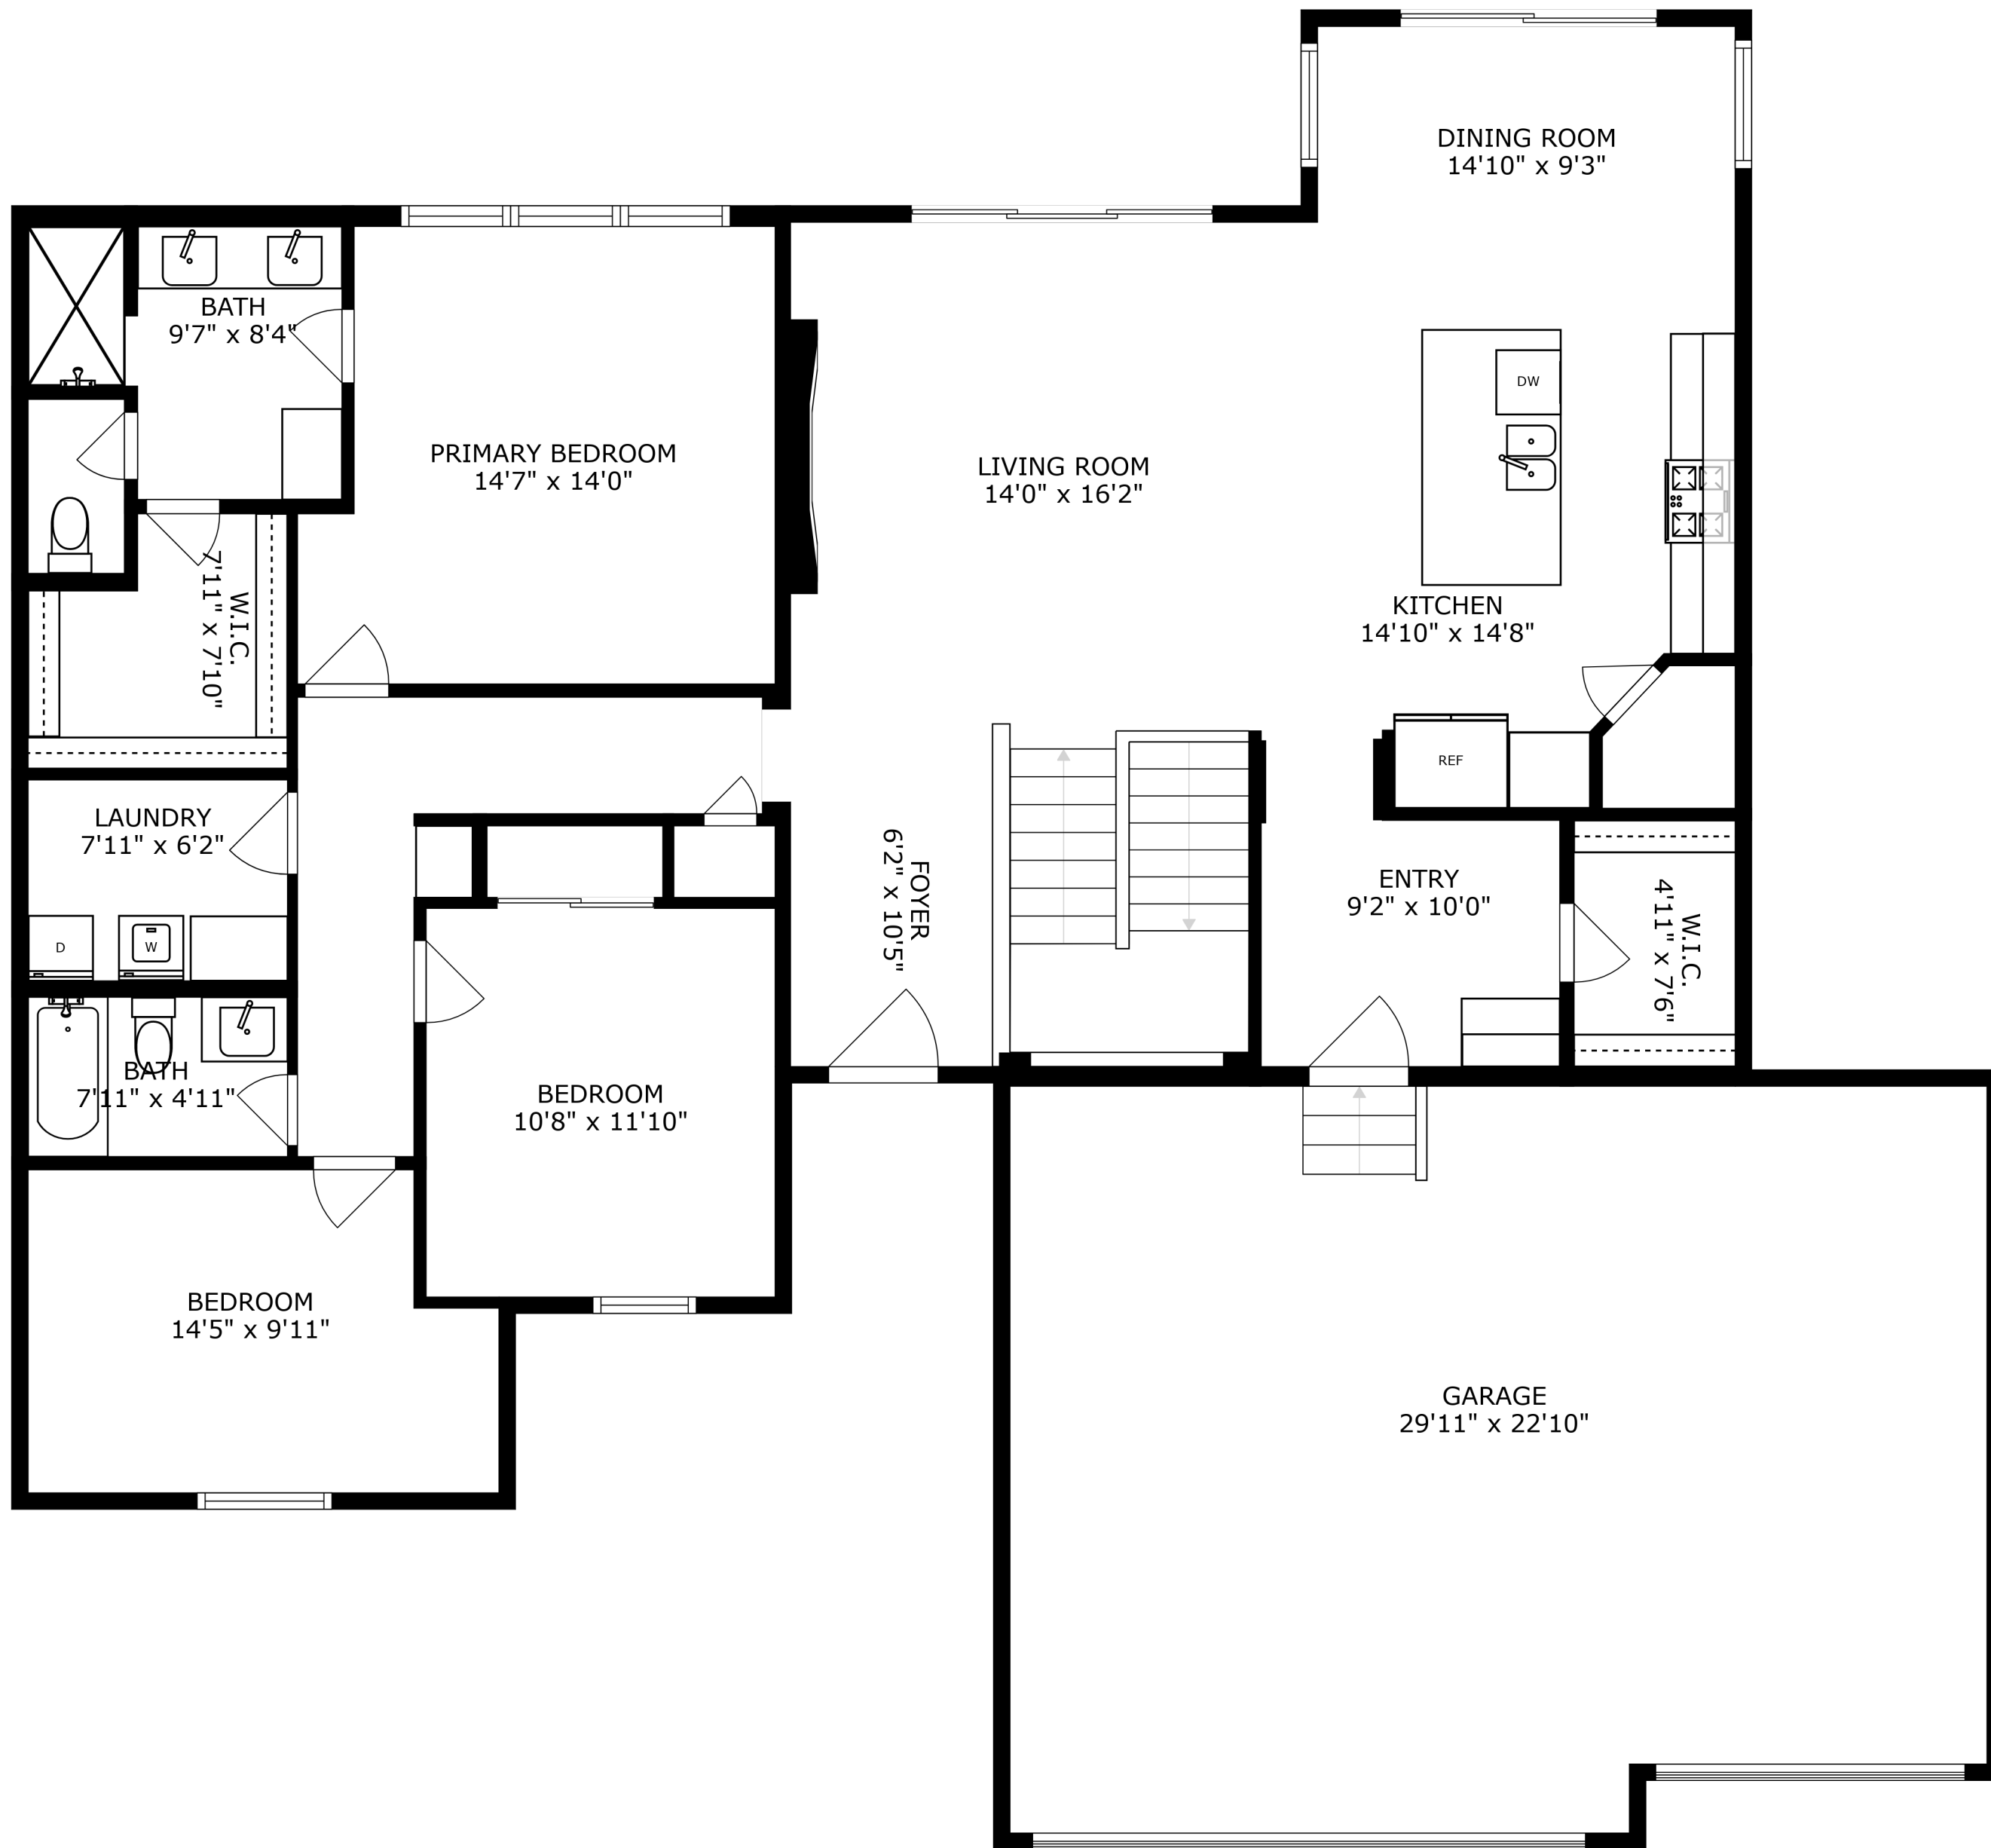 DINING ROOM
14'10" x 9'3"
BATH
9'7" x 8'4"
PRIMARY BEDROOM
14'7" x 14'0"
LIVING ROOM
14'0" x 16'2"
DW
KITCHEN
14'10" x 14'8"
W.I.C.
7'11" x 7'10"
REF
LAUNDRY
7'11" x 6'2"
D
W
FOYER
6'2" x 10'5"
ENTRY
9'2" x 10'0"
W.I.C.
4'11" x 7'6"
BATH
7'11" x 4'11"
BEDROOM
10'8" x 11'10"
BEDROOM
14'5" x 9'11"
GARAGE
29'11" x 22'10"